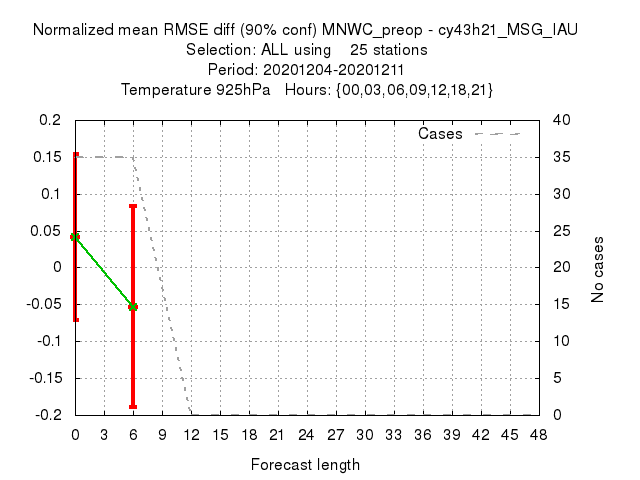 Normalized mean RMSE diff (90% conf) MNWC_preop - cy43h21_MSG_IAU
Selection: ALL using    25 stations
Period: 20201204-20201211
Temperature 925hPa   Hours: {00,03,06,09,12,18,21}
Cases
0.2
0.15
0.1
0.05
0
-0.05
-0.1
-0.15
-0.2
40
35
30
25
20
15
10
5
0
No cases
0 3 6 9 12 15 18 21 24 27 30 33 36 39 42 45 48
Forecast length